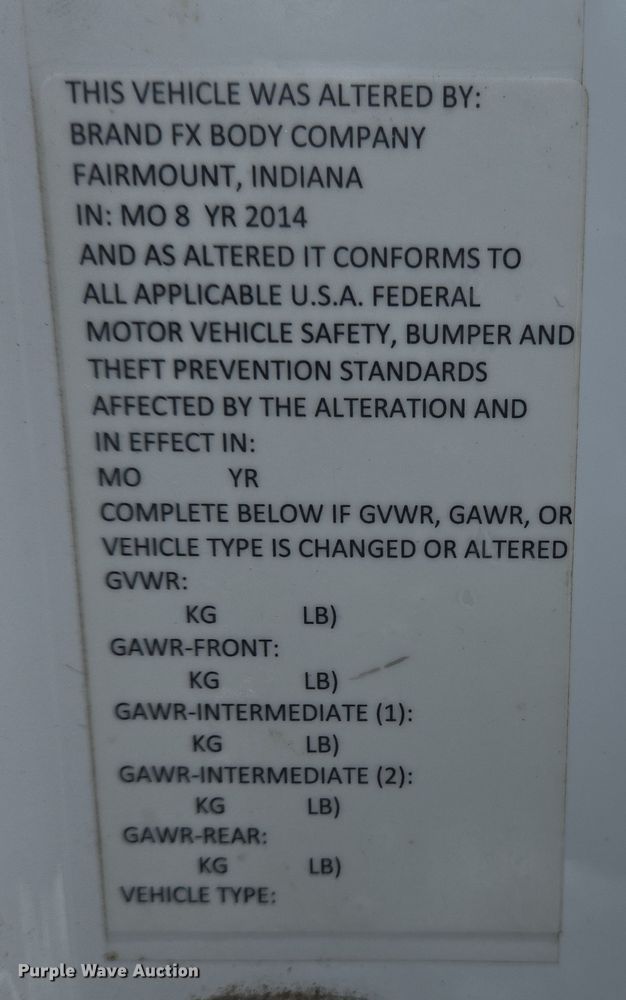 THIS VEHICLE WAS ALTERED BY:
BRAND FX BODY COMPANY
FAIRMOUNT, INDIANA
IN: MO 8 YR 2014
AND AS ALTERED IT CONFORMS TO
ALL APPLICABLE U.S.A. FEDERAL
MOTOR VEHICLE SAFETY, BUMPER AND
THEFT PREVENTION STANDARDS
AFFECTED BY THE ALTERATION AND
IN EFFECT IN:
MO YR
COMPLETE BELOW IF GVWR, GAWR, OR
VEHICLE TYPE IS CHANGED OR ALTERED
GVWR:
KG LB)
GAWR-FRONT:
KG LB)
GAWR-INTERMEDIATE (1):
KG LB)
GAWR-INTERMEDIATE (2):
KG LB)
GAWR-REAR:
KG LB)
VEHICLE TYPE:
Purple Wave Auction